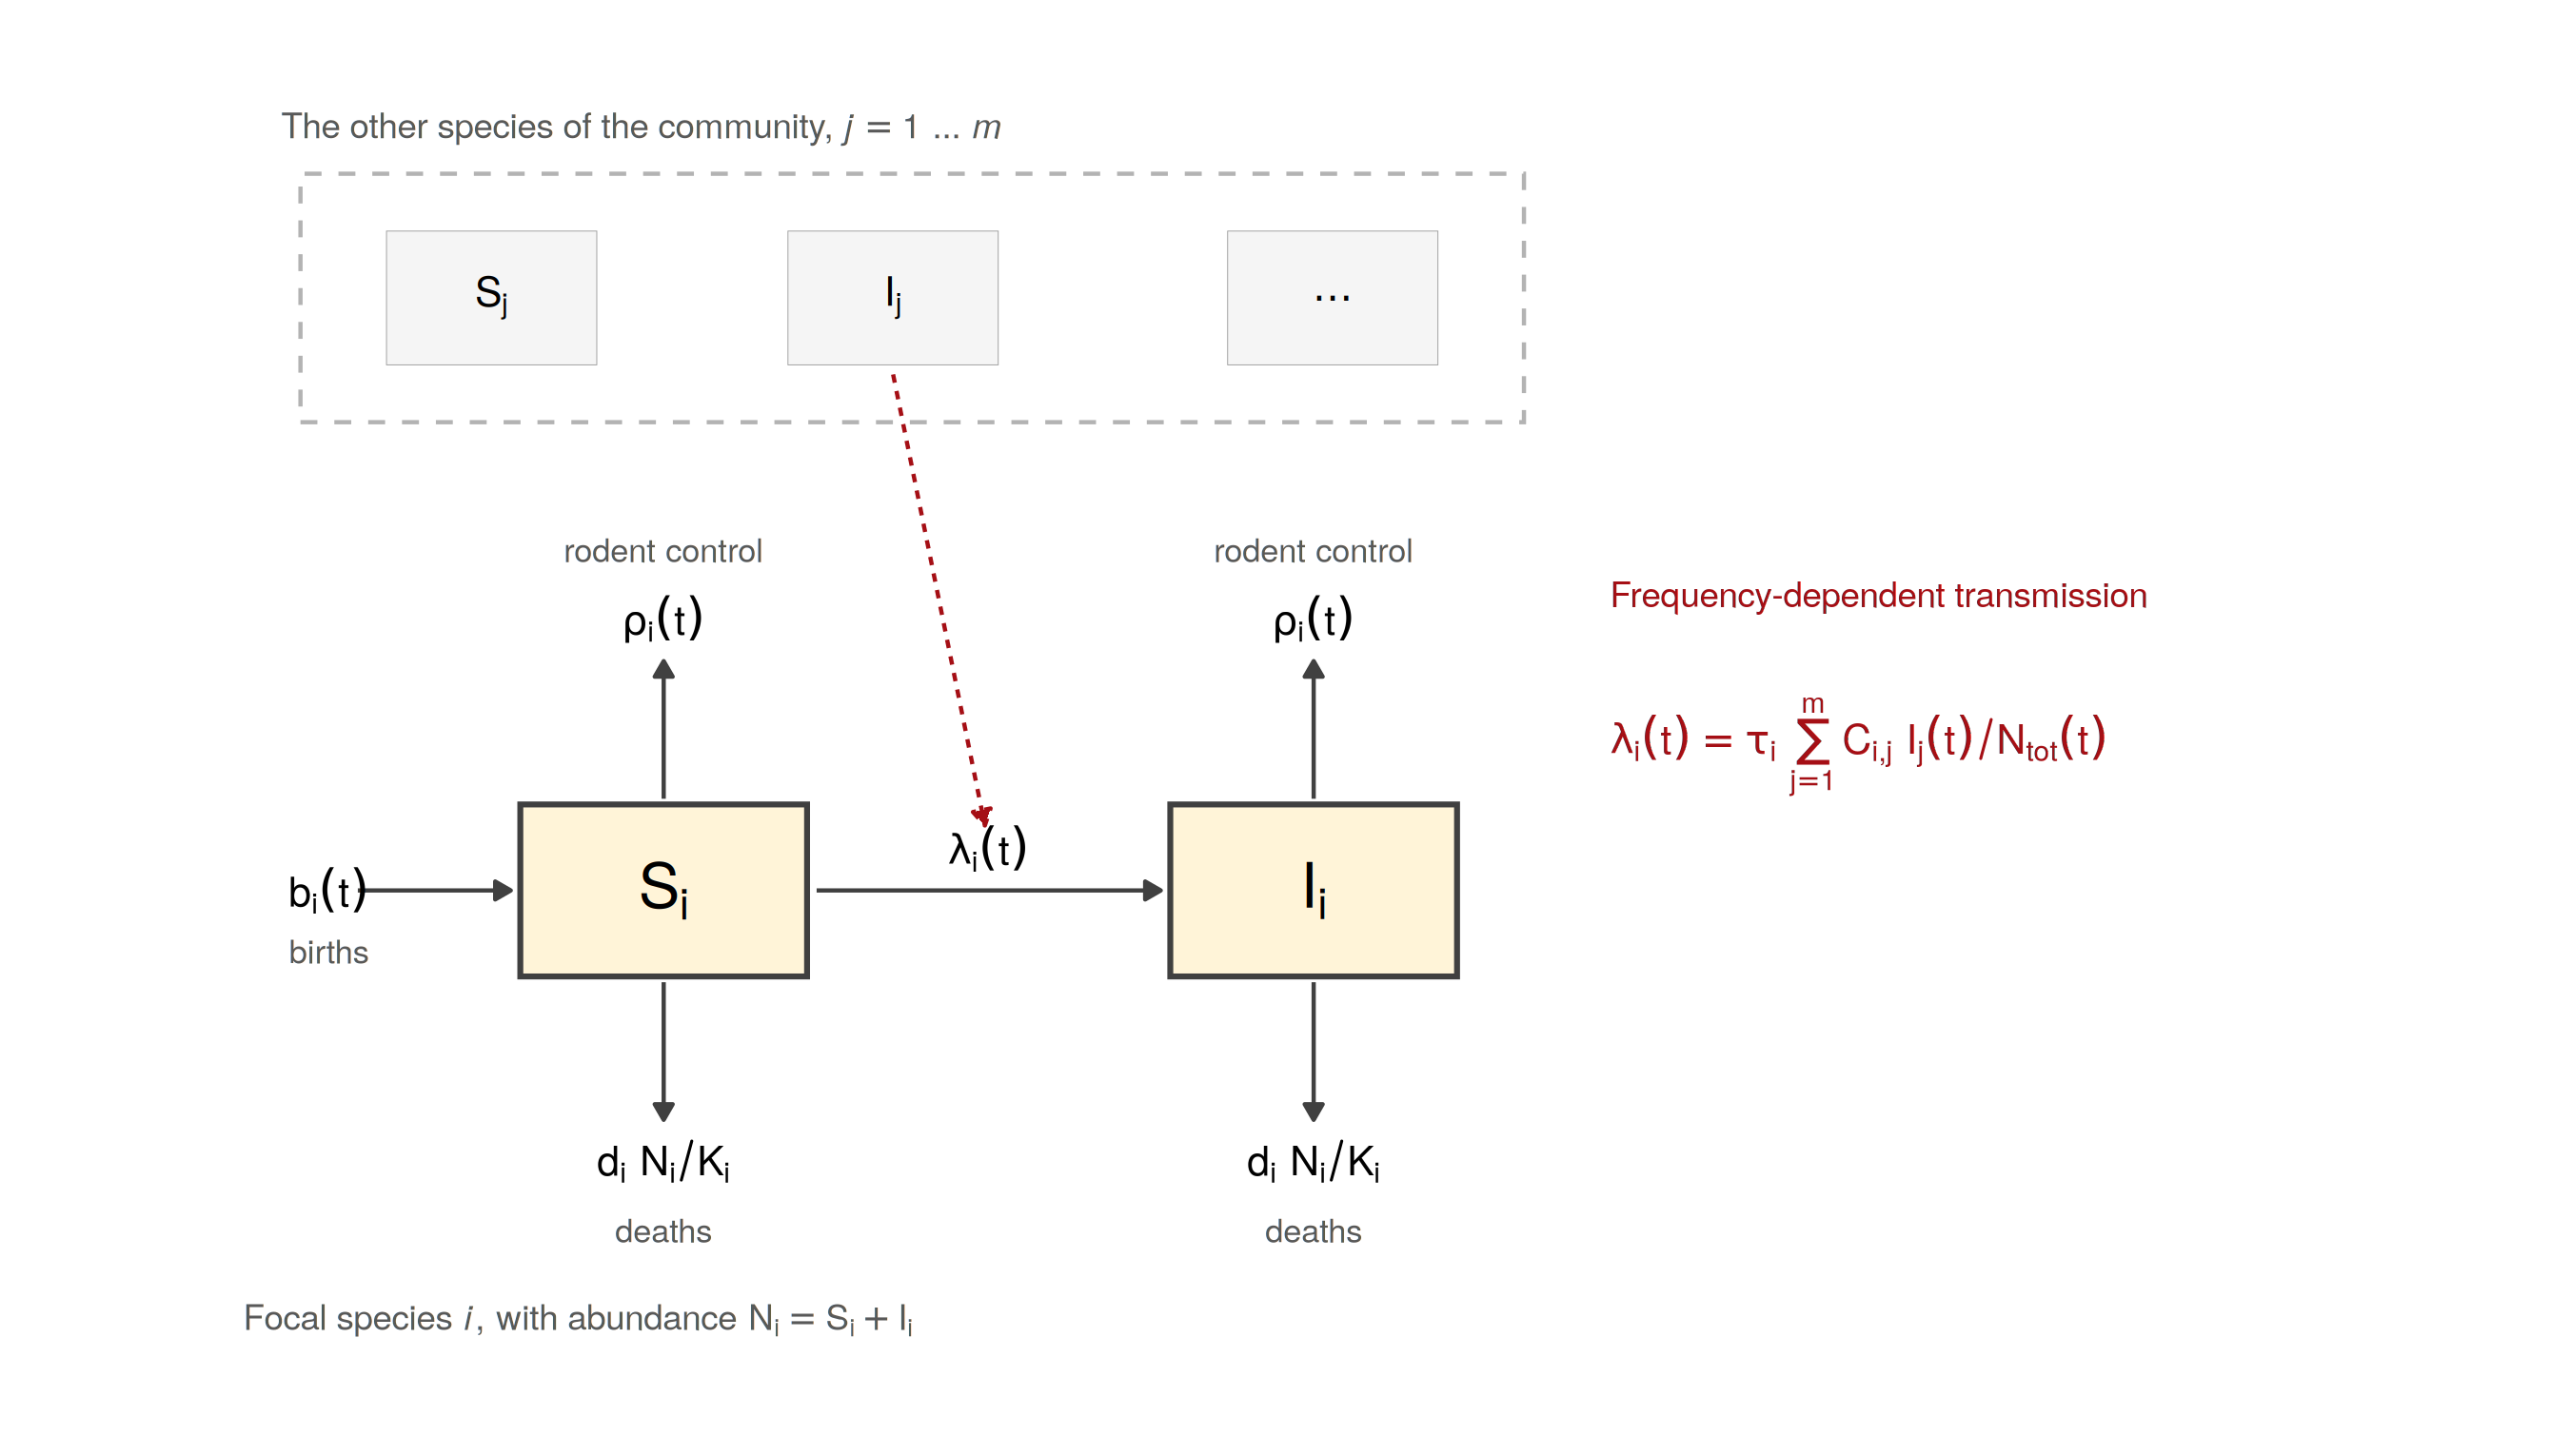 The other species of the community, j = 1 ... m
Sj
Ij
...
rodent control
rodent control
ρi(t)
ρi(t)
Frequency-dependent transmission
λi(t) = τi ∑ j=1 m Ci,j Ij(t)/Ntot(t)
λi(t)
bi(t)
births
Si
Ii
di Ni/Ki
di Ni/Ki
deaths
deaths
Focal species i, with abundance Ni = Si + Ii